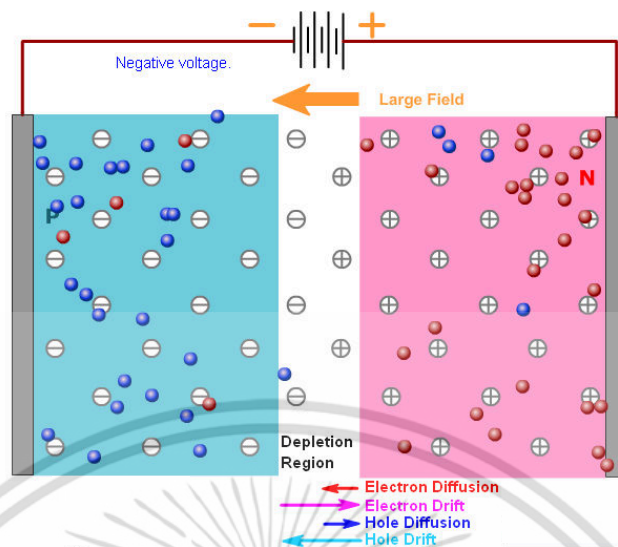 − +
Negative voltage.
Large Field
P
N
Depletion
Region
Electron Diffusion
Electron Drift
Hole Diffusion
Hole Drift